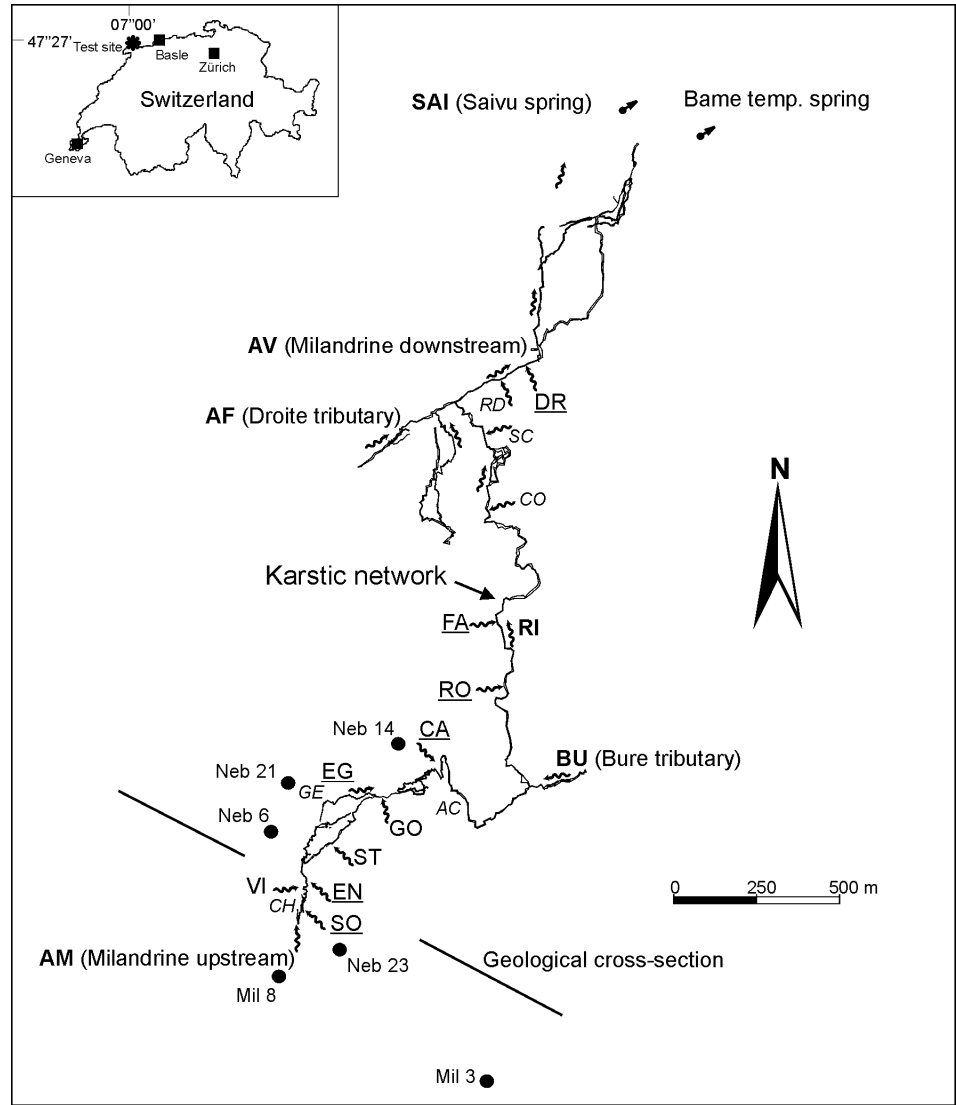 07"00'
47"27'
Test site
Basle
Zürich
Switzerland
Geneva
SAI (Saivu spring)
Bame temp. spring
AV (Milandrine downstream)
RD
DR
AF (Droite tributary)
SC
N
CO
Karstic network
FA
RI
RO
Neb 14
CA
BU (Bure tributary)
Neb 21
EG
GE
AC
Neb 6
GO
ST
VI
EN
CH
0
250
500 m
SO
AM (Milandrine upstream)
Neb 23
Geological cross-section
Mil 8
Mil 3